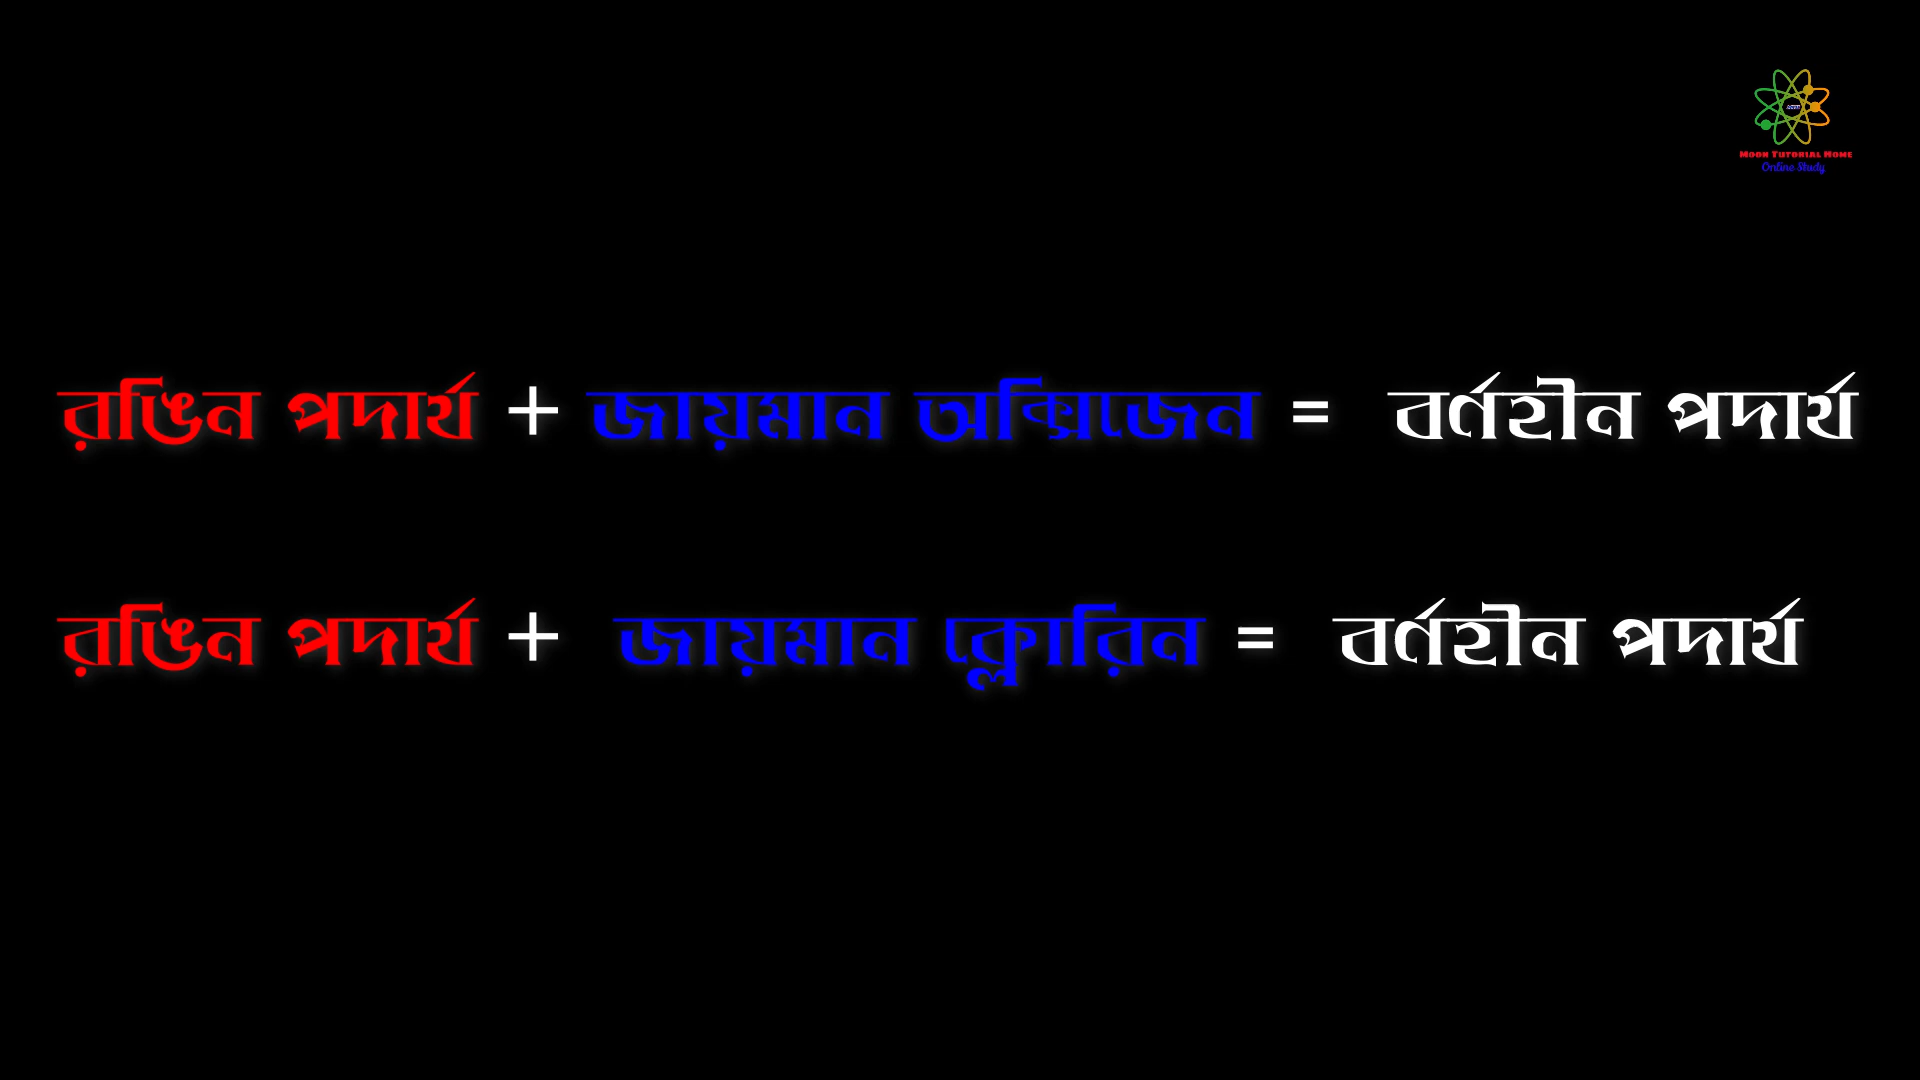 Moon Tutorial Home
Online Study
রঙিন পদার্থ + জায়মান অক্সিজেন = বর্ণহীন পদার্থ
রঙিন পদার্থ + জায়মান ক্লোরিন = বর্ণহীন পদার্থ